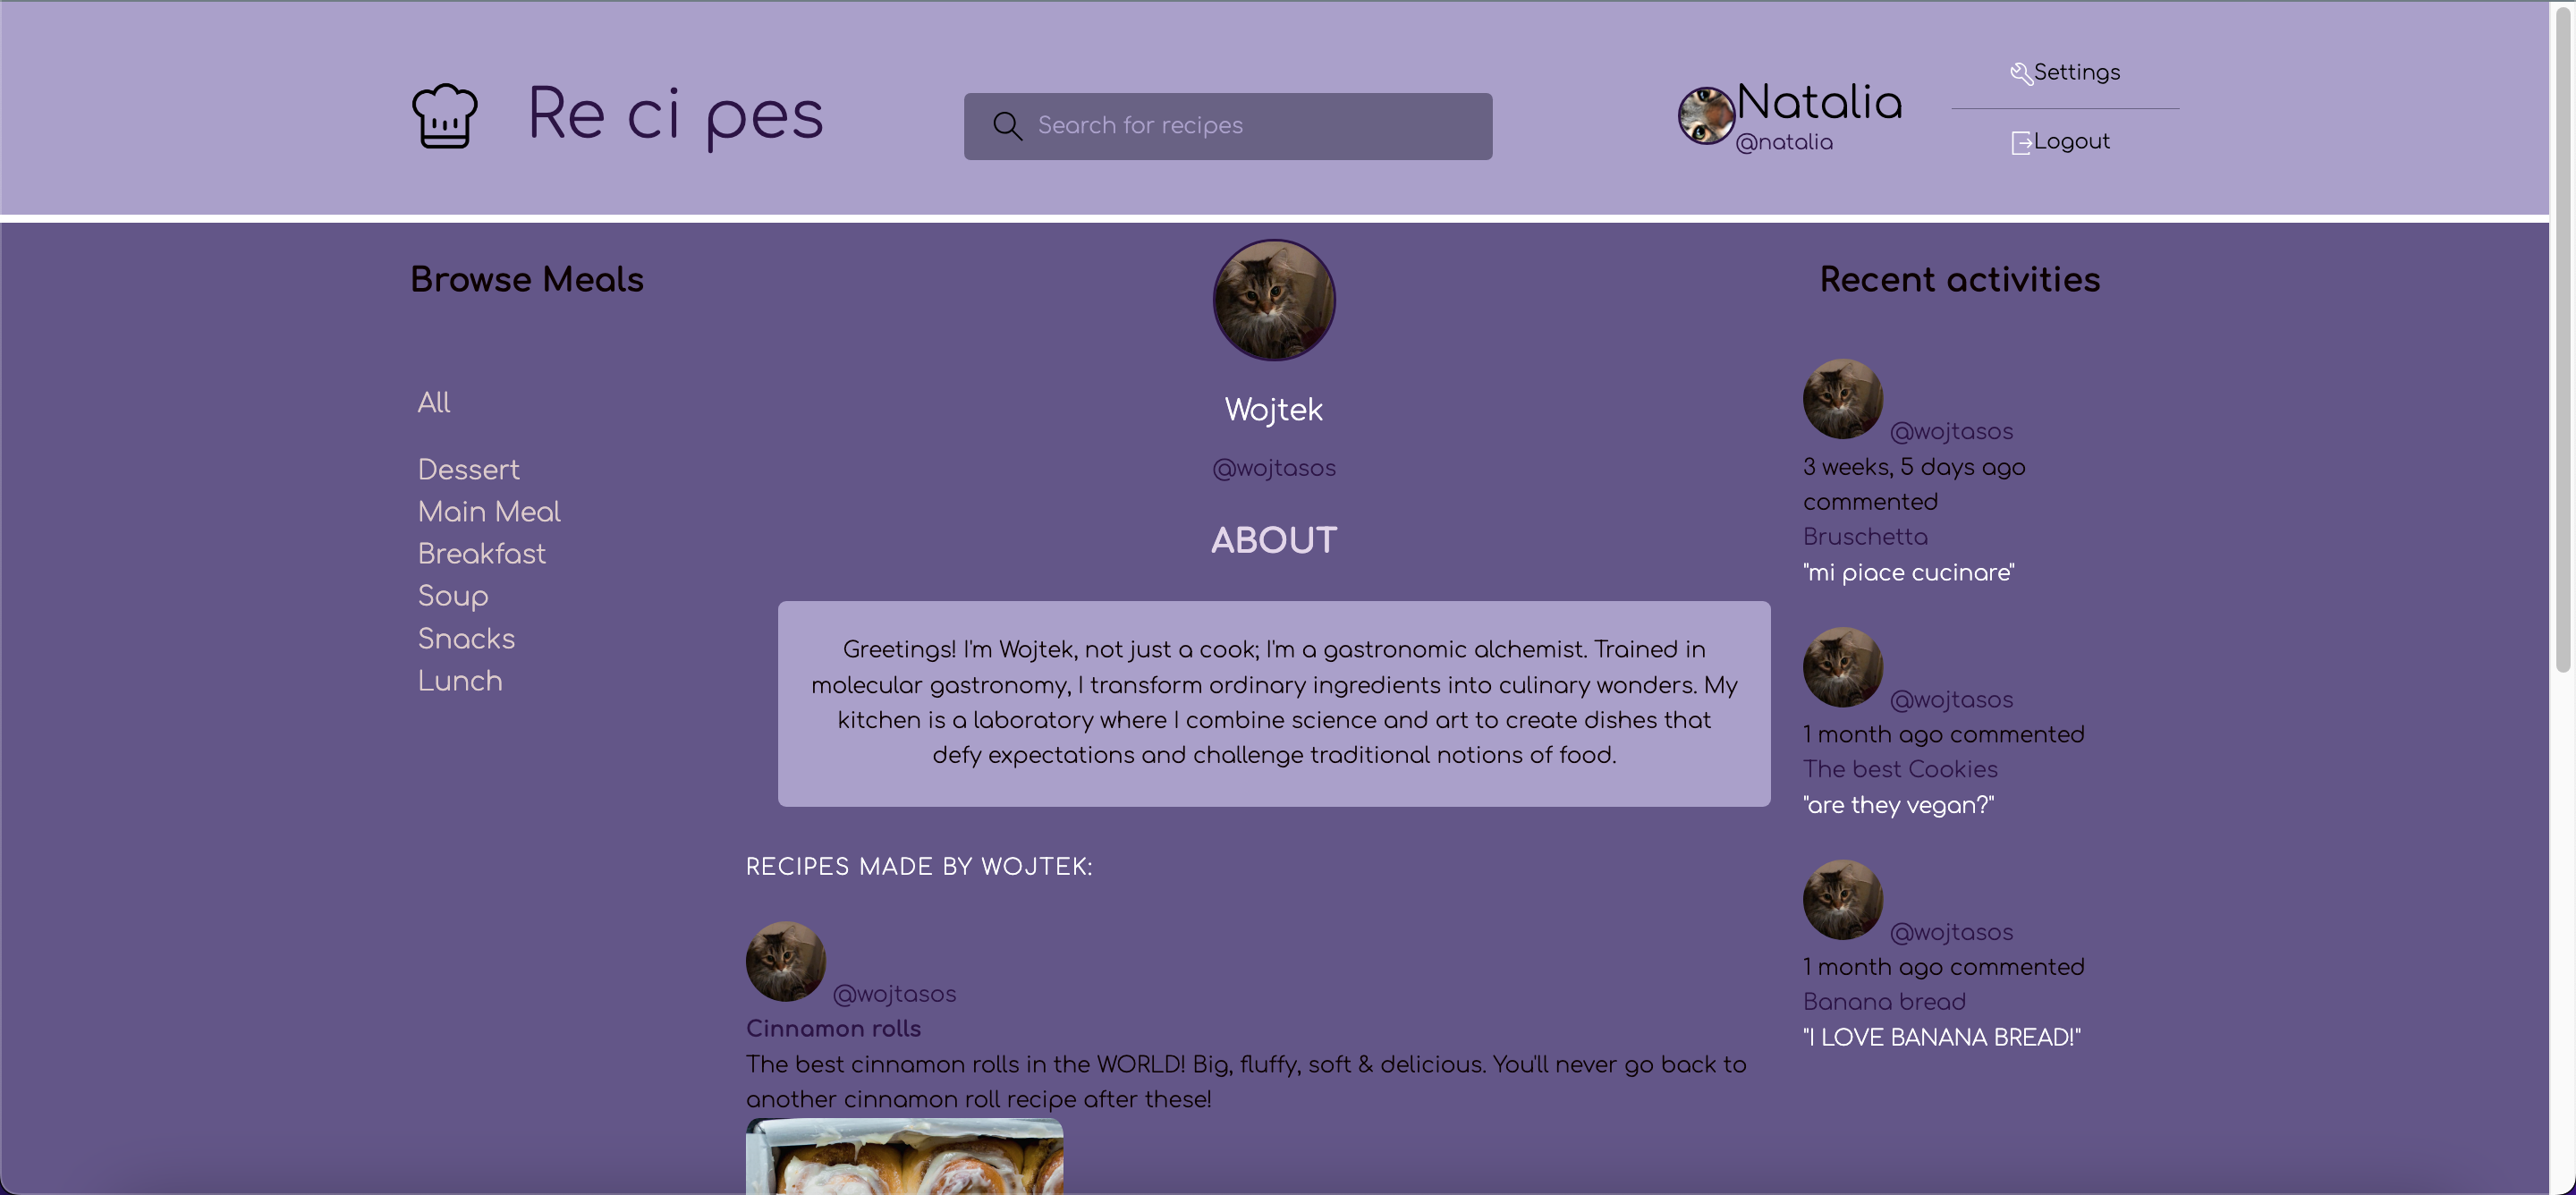 Re ci pes
Search for recipes
Natalia
@natalia
Settings
Logout
Browse Meals
All
Dessert
Main Meal
Breakfast
Soup
Snacks
Lunch
Wojtek
@wojtasos
ABOUT
Greetings! I'm Wojtek, not just a cook; I'm a gastronomic alchemist. Trained in
molecular gastronomy, I transform ordinary ingredients into culinary wonders. My
kitchen is a laboratory where I combine science and art to create dishes that
defy expectations and challenge traditional notions of food.
RECIPES MADE BY WOJTEK:
@wojtasos
Cinnamon rolls
The best cinnamon rolls in the WORLD! Big, fluffy, soft & delicious. You'll never go back to
another cinnamon roll recipe after these!
Recent activities
@wojtasos
3 weeks, 5 days ago
commented
Bruschetta
"mi piace cucinare"
@wojtasos
1 month ago commented
The best Cookies
"are they vegan?"
@wojtasos
1 month ago commented
Banana bread
"I LOVE BANANA BREAD!"